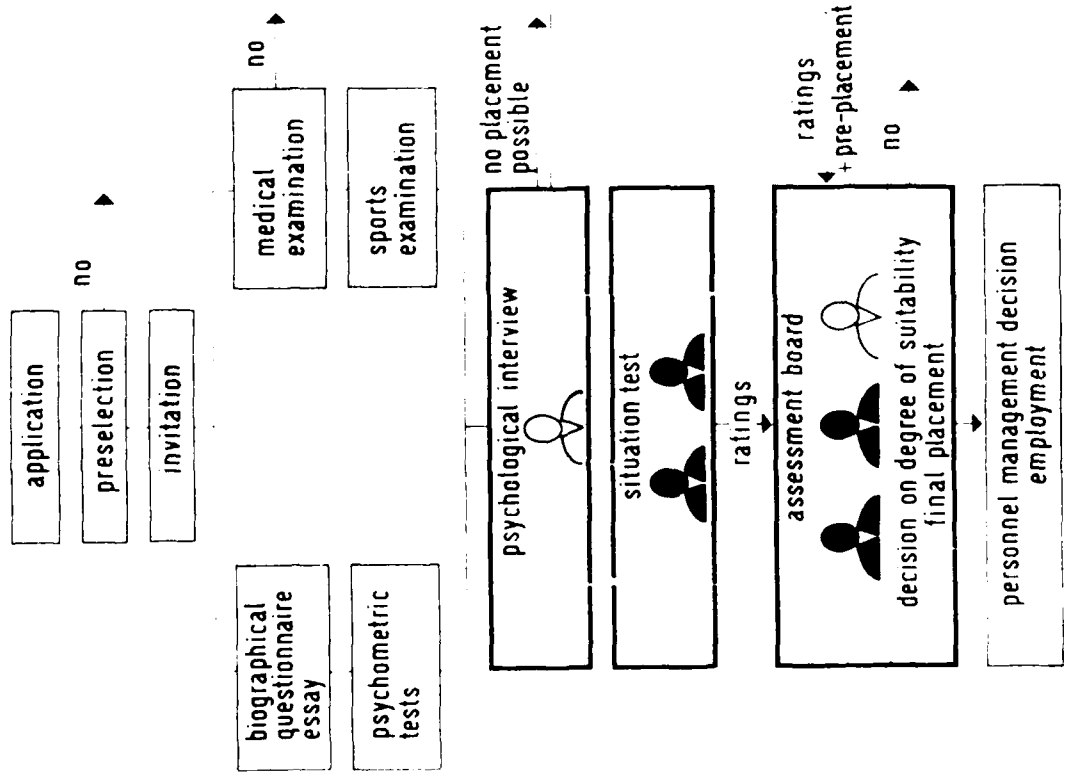 application
preselection
no
invitation
biographical
questionnaire
essay
psychometric
tests
medical
examination
no
sports
examination
psychological interview
no placement
possible
situation test
ratings
ratings
+ pre-placement
assessment board
decision on degree of suitability
final placement
no
personnel management decision
employment